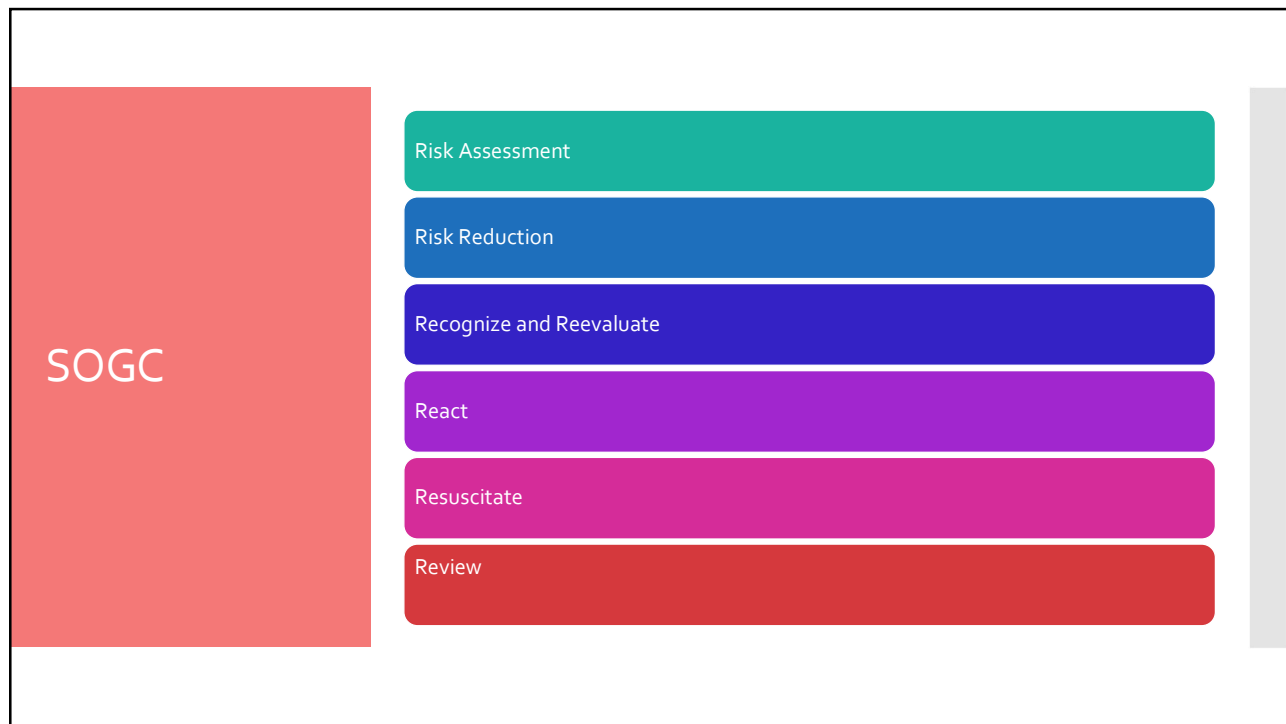 SOGC
Risk Assessment
Risk Reduction
Recognize and Reevaluate
React
Resuscitate
Review